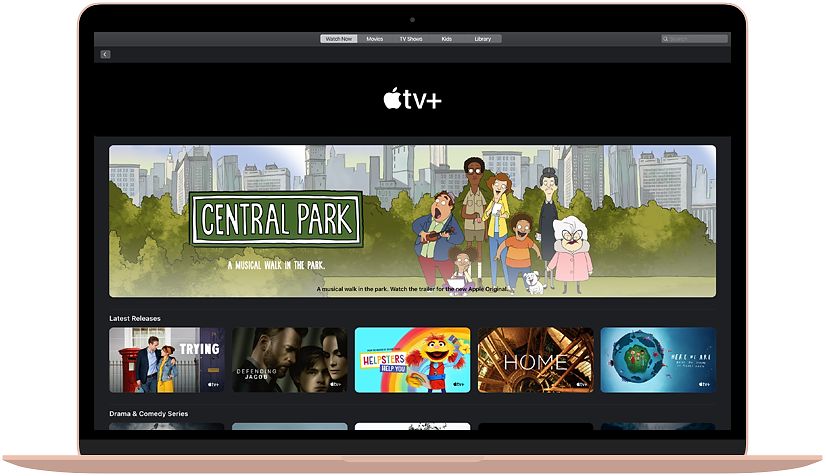 Watch Now Movies TV Shows Kids Library
Search
tv+
CENTRAL PARK
A MUSICAL WALK IN THE PARK.
A musical walk in the park. Watch the trailer for the new Apple Original.
Latest Releases
TRYING
tv+
DEFENDING
JACOB
tv+
HELPSTERS
HELP YOU
tv+
HOME
tv+
HERE WE ARE
tv+
Drama & Comedy Series